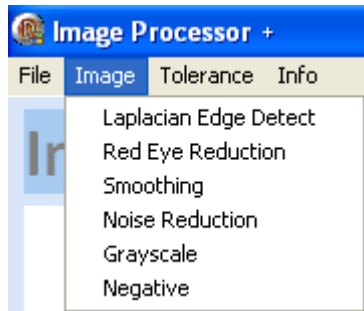 Image Processor +
File Image Tolerance Info
Laplacian Edge Detect
Red Eye Reduction
Smoothing
Noise Reduction
Grayscale
Negative